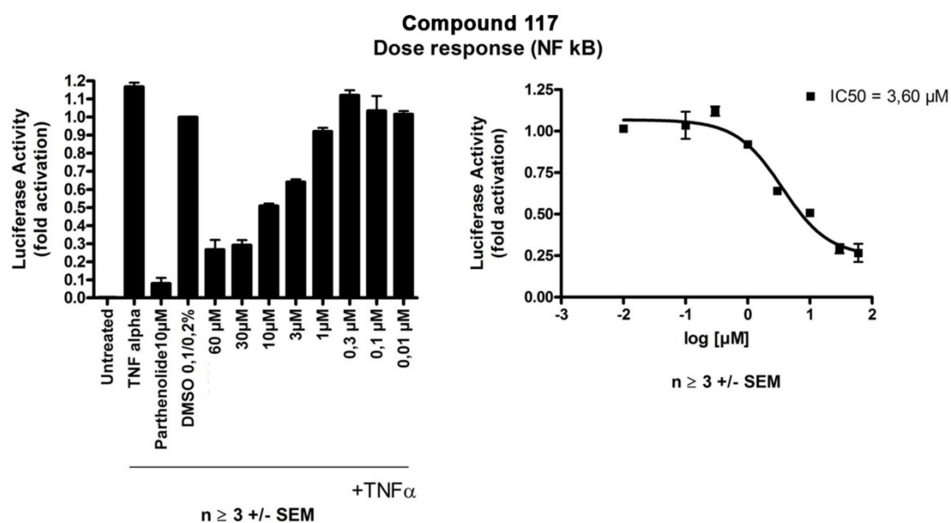 Compound 117
Dose response (NF kB)
Luciferase Activity
(fold activation)
1.2
1.1
1.0
0.9
0.8
0.7
0.6
0.5
0.4
0.3
0.2
0.1
0.0
Untreated
TNF alpha
Parthenolide10µM
DMSO 0,1/0,2%
60 µM
30µM
10µM
3µM
1µM
0,3 µM
0,1 µM
0,01 µM
+TNFα
n ≥ 3 +/- SEM
Luciferase Activity
(fold activation)
1.25
1.00
0.75
0.50
0.25
0.00
-3
-2
-1
0
1
2
log [µM]
IC50 = 3,60 µM
n ≥ 3 +/- SEM